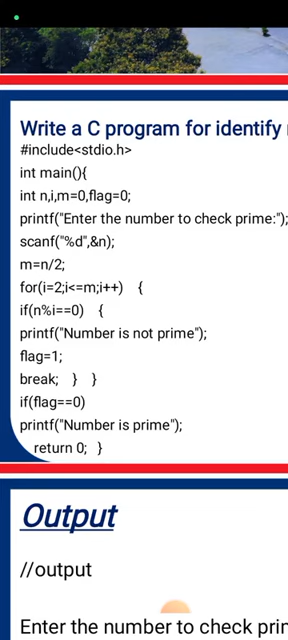 Write a C program for identify
#include<stdio.h>
int main(){
int n,i,m=0,flag=0;
printf("Enter the number to check prime:");
scanf("%d",&n);
m=n/2;
for(i=2;i<=m;i++) {
if(n%i==0) {
printf("Number is not prime");
flag=1;
break; } }
if(flag==0)
printf("Number is prime");
return 0; }
Output
//output
Enter the number to check